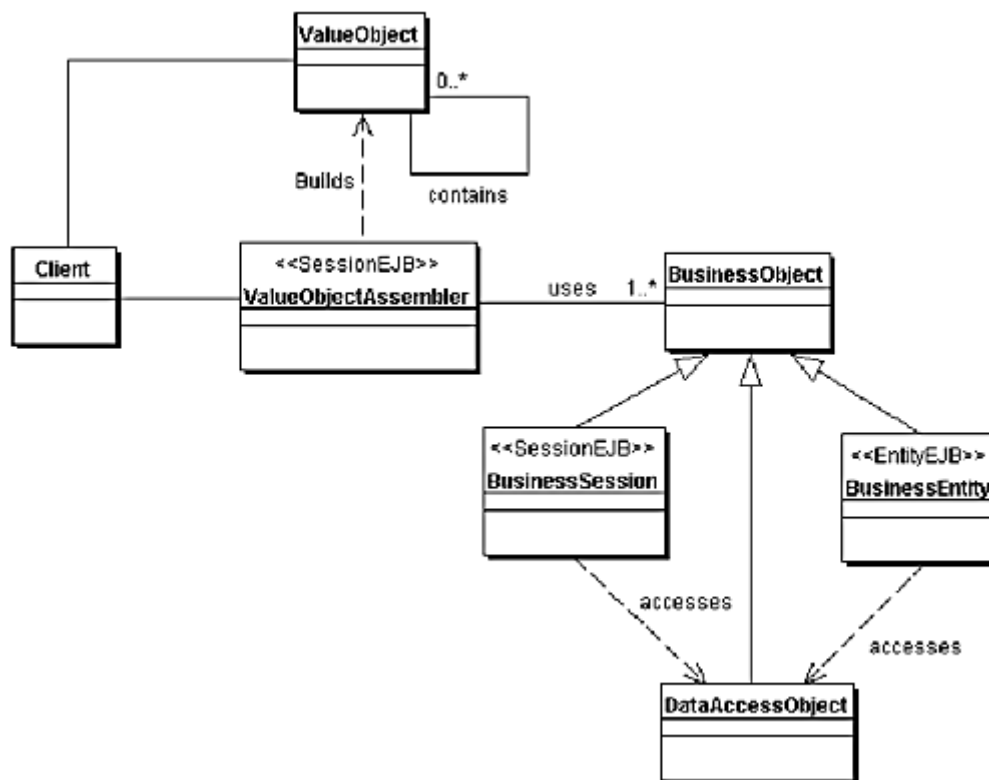 ValueObject
0..*
Builds
contains
Client
<<SessionEJB>>
ValueObjectAssembler
uses 1..*
BusinessObject
<<SessionEJB>>
BusinessSession
<<EntityEJB>>
BusinessEntity
accesses
accesses
DataAccessObject